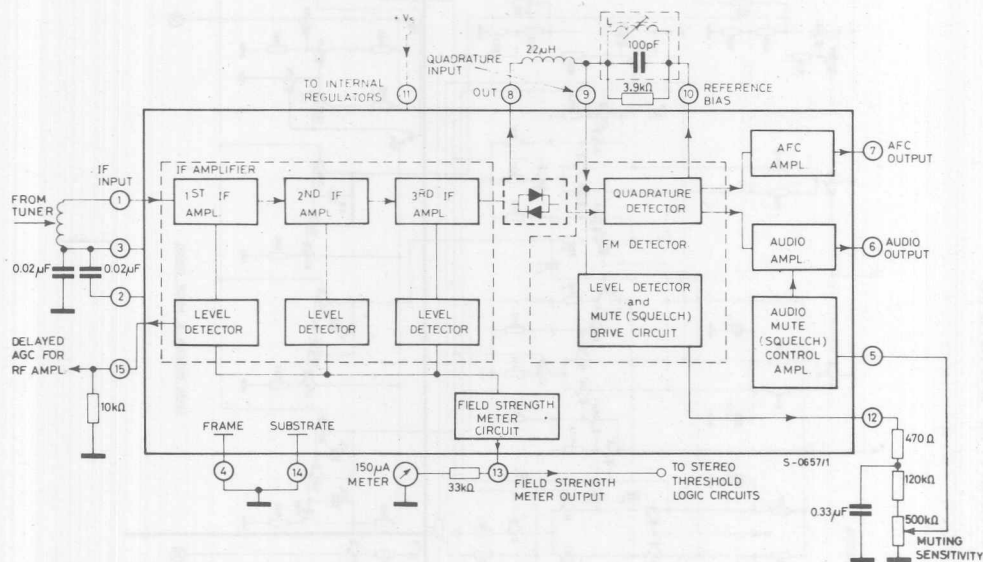 + Vs
L
100pF
22µH
QUADRATURE
INPUT
3.9kΩ
TO INTERNAL
REGULATORS
11
OUT
8
9
10
REFERENCE
BIAS
IF
INPUT
FROM
TUNER
1
3
2
0.02µF
0.02µF
IF AMPLIFIER
1ST IF
AMPL.
2ND IF
AMPL.
3RD IF
AMPL.
QUADRATURE
DETECTOR
FM DETECTOR
AFC
AMPL.
7
AFC
OUTPUT
AUDIO
AMPL.
6
AUDIO
OUTPUT
LEVEL
DETECTOR
LEVEL
DETECTOR
LEVEL
DETECTOR
LEVEL DETECTOR
and
MUTE (SQUELCH)
DRIVE CIRCUIT
AUDIO
MUTE
(SQUELCH)
CONTROL
AMPL.
5
DELAYED
AGC FOR
RF AMPL.
15
10kΩ
FIELD STRENGTH
METER
CIRCUIT
12
FRAME
SUBSTRATE
4
14
150µA
METER
33kΩ
13
FIELD STRENGTH
METER OUTPUT
TO STEREO
THRESHOLD
LOGIC CIRCUITS
S-0657/1
470 Ω
120kΩ
0.33µF
500kΩ
MUTING
SENSITIVITY